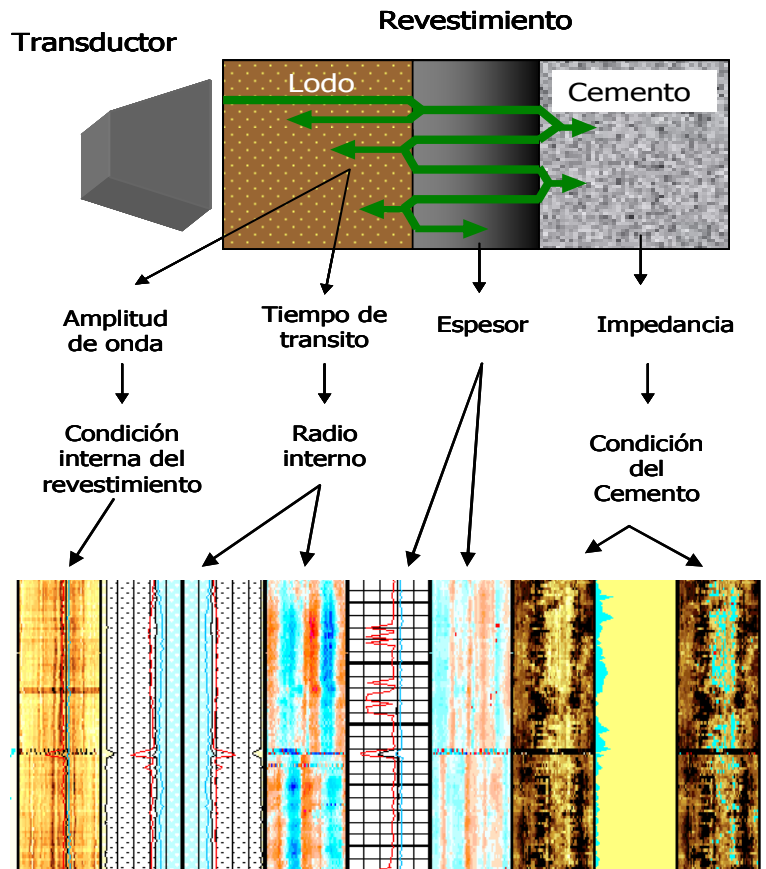 Revestimiento
Transductor
Lodo
Cemento
Amplitud
de onda
Tiempo de
transito
Espesor
Impedancia
Condición
interna del
revestimiento
Radio
interno
Condición
del
Cemento